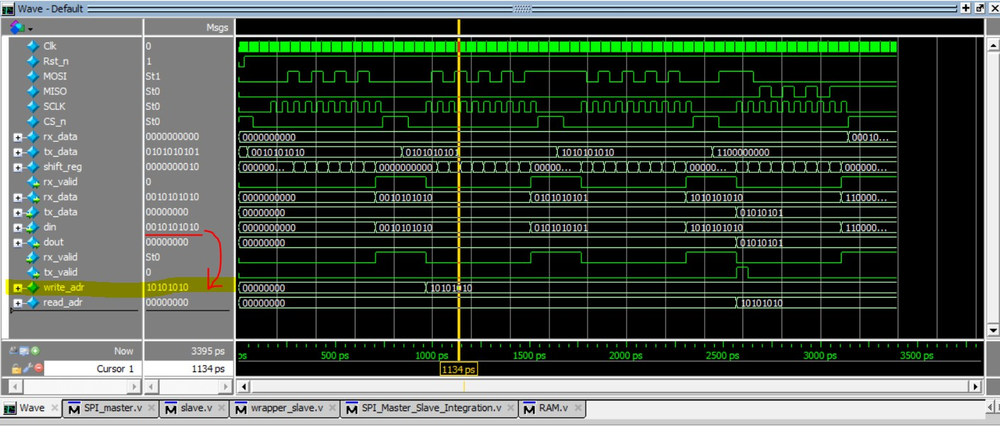 Wave - Default
Msgs
Clk 0
Rst_n 1
MOSI St1
MISO St0
SCLK St0
CS_n St0
rx_data 0000000000 0000000000 00010...
tx_data 0101010101 0010101010 0101010101 1010101010 1100000000
shift_reg 0000000010 000000... 0000000000 00000... 00000... 000000...
rx_valid 0
rx_data 0010101010 0000000000 0010101010 0101010101 1010101010 110000...
tx_data 00000000 00000000 01010101
din 0010101010 0000000000 0010101010 0101010101 1010101010 110000...
dout 00000000 00000000 01010101
rx_valid St0
tx_valid 0
write_adr 10101010 00000000 10101010
read_adr 00000000 00000000 10101010
Now 3395 ps ps 500 ps 1000 ps 1500 ps 2000 ps 2500 ps 3000 ps 3500 ps
Cursor 1 1134 ps 1134 ps
Wave SPI_master.v slave.v wrapper_slave.v SPI_Master_Slave_Integration.v RAM.v